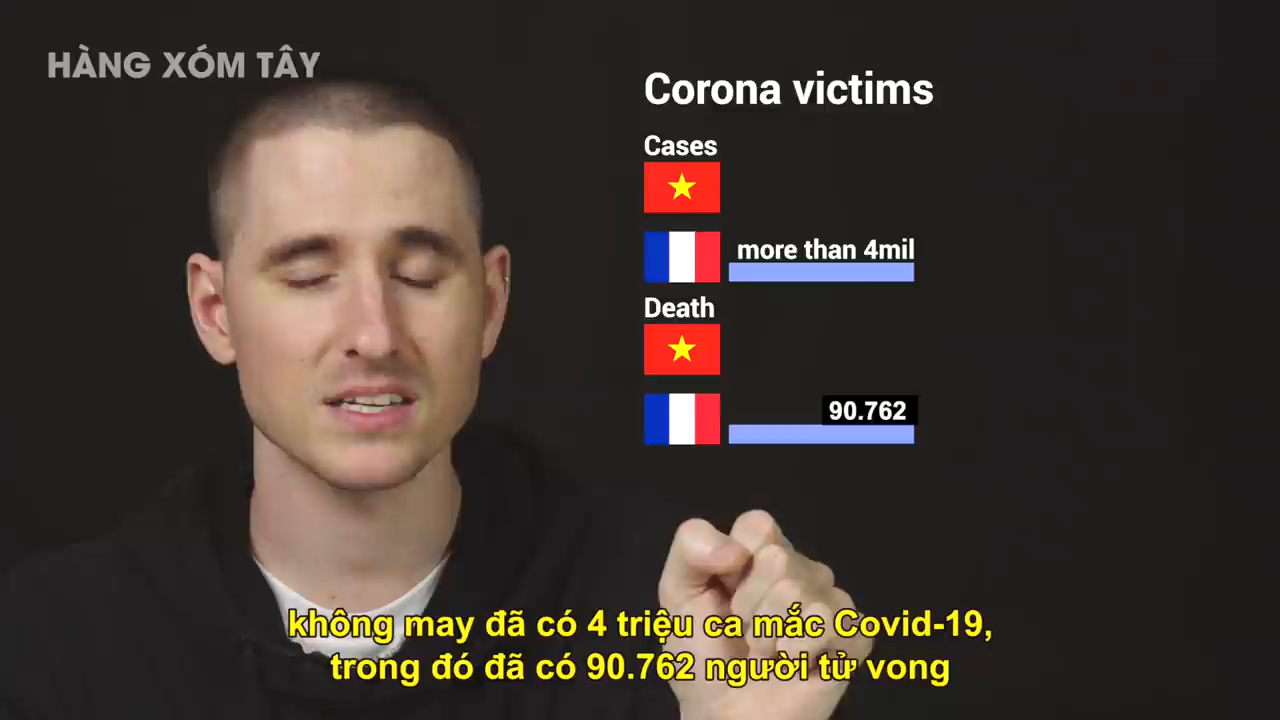 HÀNG XÓM TÂY
Corona victims
Cases
more than 4mil
Death
90.762
không may đã có 4 triệu ca mắc Covid-19,
trong đó đã có 90.762 người tử vong